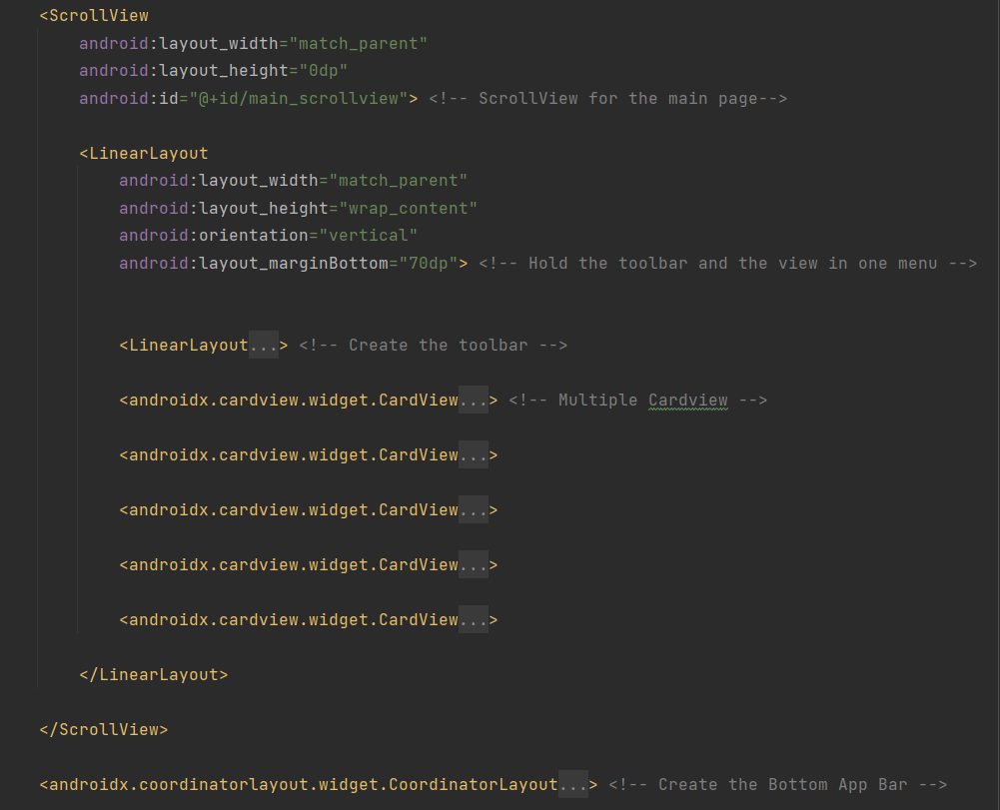 <ScrollView
android:layout_width="match_parent"
android:layout_height="0dp"
android:id="@+id/main_scrollview"> <!-- ScrollView for the main page-->
<LinearLayout
android:layout_width="match_parent"
android:layout_height="wrap_content"
android:orientation="vertical"
android:layout_marginBottom="70dp"> <!-- Hold the toolbar and the view in one menu -->
<LinearLayout...> <!-- Create the toolbar -->
<androidx.cardview.widget.CardView...> <!-- Multiple Cardview -->
<androidx.cardview.widget.CardView...>
<androidx.cardview.widget.CardView...>
<androidx.cardview.widget.CardView...>
<androidx.cardview.widget.CardView...>
</LinearLayout>
</ScrollView>
<androidx.coordinatorlayout.widget.CoordinatorLayout...> <!-- Create the Bottom App Bar -->